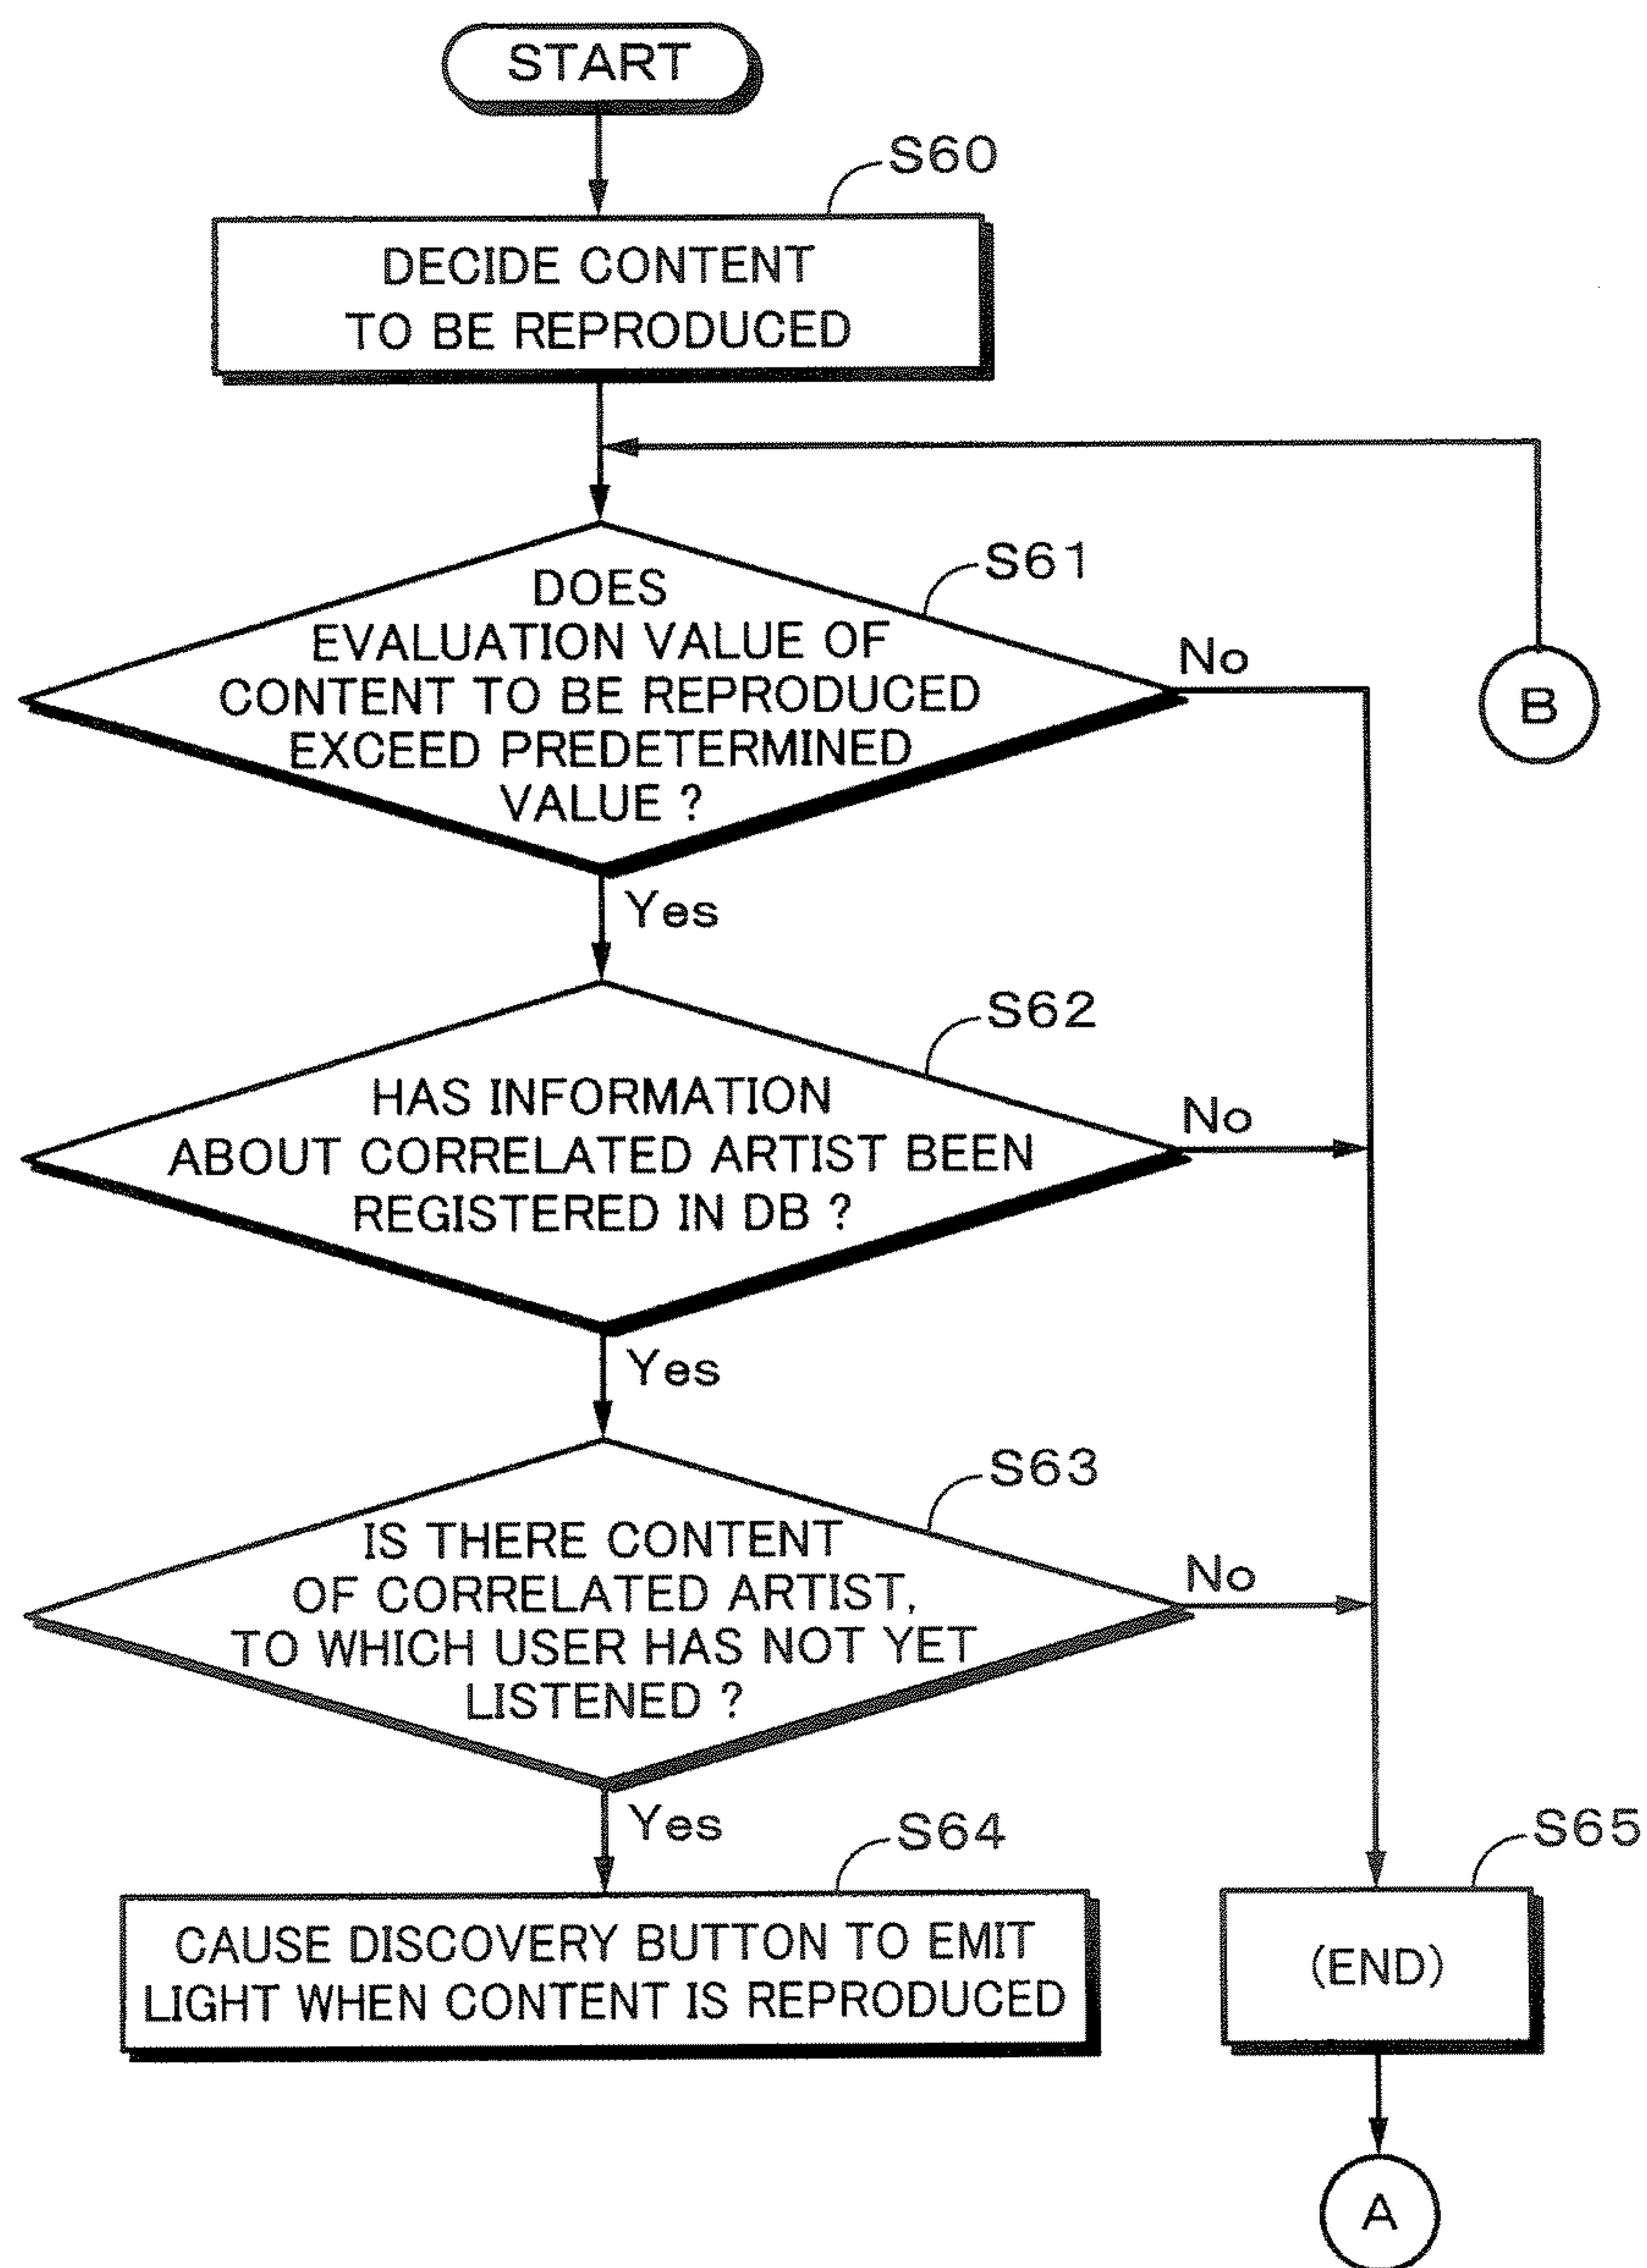 START
S60
DECIDE CONTENT
TO BE REPRODUCED
S61
DOES
EVALUATION VALUE OF
CONTENT TO BE REPRODUCED
EXCEED PREDETERMINED
VALUE ?
No
B
Yes
S62
HAS INFORMATION
ABOUT CORRELATED ARTIST BEEN
REGISTERED IN DB ?
No
Yes
S63
IS THERE CONTENT
OF CORRELATED ARTIST,
TO WHICH USER HAS NOT YET
LISTENED ?
No
Yes
S64
CAUSE DISCOVERY BUTTON TO EMIT
LIGHT WHEN CONTENT IS REPRODUCED
S65
(END)
A